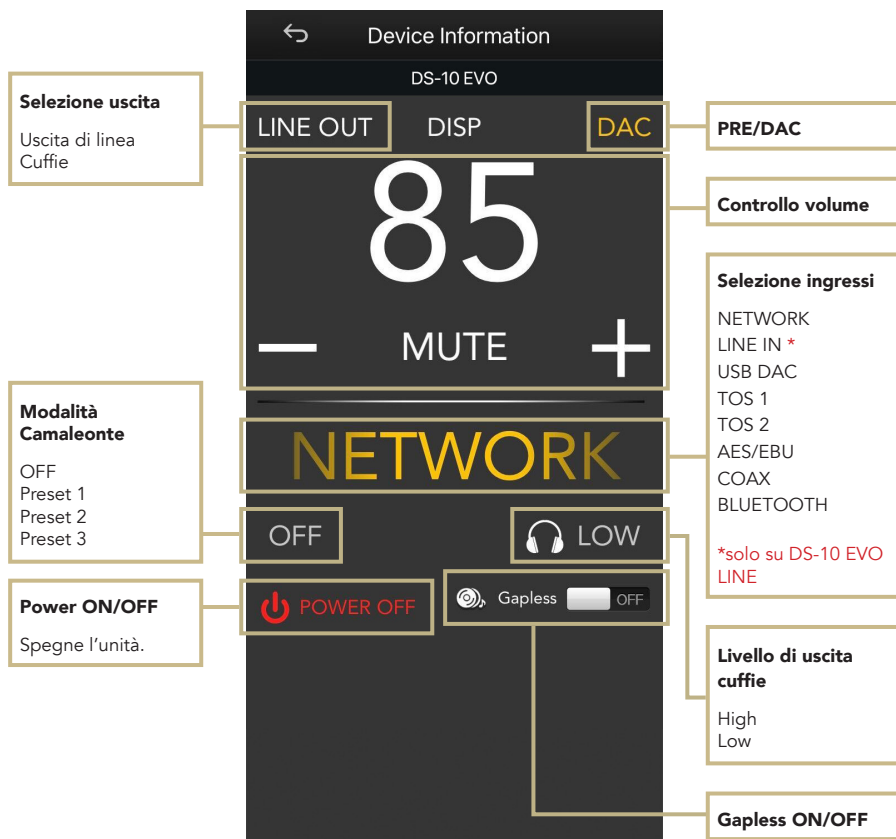 Device Information
DS-10 EVO
Selezione uscita
Uscita di linea
Cuffie
LINE OUT
DISP
DAC
PRE/DAC
85
Controllo volume
MUTE
Selezione ingressi
NETWORK
LINE IN *
USB DAC
TOS 1
TOS 2
AES/EBU
COAX
BLUETOOTH
*solo su DS-10 EVO
LINE
Modalità
Camaleonte
OFF
Preset 1
Preset 2
Preset 3
NETWORK
OFF
LOW
Power ON/OFF
Spegne l'unità.
POWER OFF
Gapless
OFF
Livello di uscita
cuffie
High
Low
Gapless ON/OFF